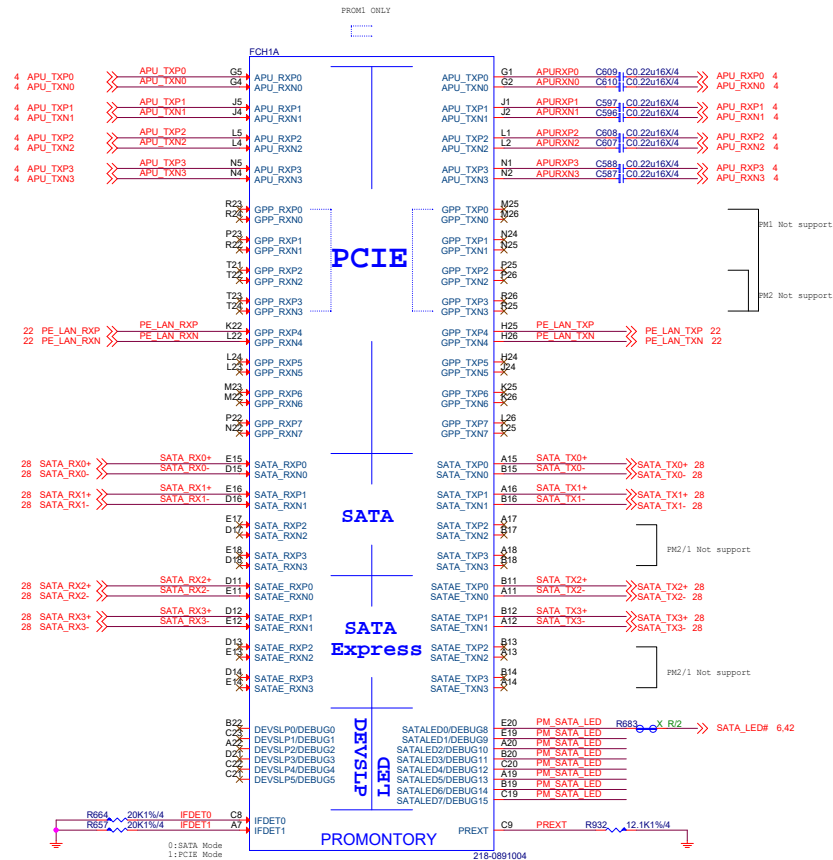 PROM1 ONLY
FCH1A
4 APU_TXP0 APU_TXP0 G5 APU_RXP0 APU_TXP0 G1 APURXP0 C609 C0.22u16X/4 APU_RXP0 4
4 APU_TXN0 APU_TXN0 G4 APU_RXN0 APU_TXN0 G2 APURXN0 C610 C0.22u16X/4 APU_RXN0 4
4 APU_TXP1 APU_TXP1 J5 APU_RXP1 APU_TXP1 J1 APURXP1 C597 C0.22u16X/4 APU_RXP1 4
4 APU_TXN1 APU_TXN1 J4 APU_RXN1 APU_TXN1 J2 APURXN1 C596 C0.22u16X/4 APU_RXN1 4
4 APU_TXP2 APU_TXP2 L5 APU_RXP2 APU_TXP2 L1 APURXP2 C608 C0.22u16X/4 APU_RXP2 4
4 APU_TXN2 APU_TXN2 L4 APU_RXN2 APU_TXN2 L2 APURXN2 C607 C0.22u16X/4 APU_RXN2 4
4 APU_TXP3 APU_TXP3 N5 APU_RXP3 APU_TXP3 N1 APURXP3 C588 C0.22u16X/4 APU_RXP3 4
4 APU_TXN3 APU_TXN3 N4 APU_RXN3 APU_TXN3 N2 APURXN3 C587 C0.22u16X/4 APU_RXN3 4
R23 GPP_RXP0 GPP_TXP0 M25
R24 GPP_RXN0 GPP_TXN0 M26
PM1 Not support
P23 GPP_RXP1 GPP_TXP1 N24
R22 GPP_RXN1 GPP_TXN1 N25
PCIE
T21 GPP_RXP2 GPP_TXP2 P25
T22 GPP_RXN2 GPP_TXN2 P26
PM2 Not support
T23 GPP_RXP3 GPP_TXP3 R26
T24 GPP_RXN3 GPP_TXN3 R25
22 PE_LAN_RXP PE_LAN_RXP K22 GPP_RXP4 GPP_TXP4 H25 PE_LAN_TXP PE_LAN_TXP 22
22 PE_LAN_RXN PE_LAN_RXN L22 GPP_RXN4 GPP_TXN4 H26 PE_LAN_TXN PE_LAN_TXN 22
L24 GPP_RXP5 GPP_TXP5 H24
L23 GPP_RXN5 GPP_TXN5 J24
M23 GPP_RXP6 GPP_TXP6 K25
M22 GPP_RXN6 GPP_TXN6 K26
P22 GPP_RXP7 GPP_TXP7 L26
N22 GPP_RXN7 GPP_TXN7 L25
28 SATA_RX0+ SATA_RX0+ E15 SATA_RXP0 SATA_TXP0 A15 SATA_TX0+ SATA_TX0+ 28
28 SATA_RX0- SATA_RX0- D15 SATA_RXN0 SATA_TXN0 B15 SATA_TX0- SATA_TX0- 28
28 SATA_RX1+ SATA_RX1+ E16 SATA_RXP1 SATA_TXP1 A16 SATA_TX1+ SATA_TX1+ 28
28 SATA_RX1- SATA_RX1- D16 SATA_RXN1 SATA_TXN1 B16 SATA_TX1- SATA_TX1- 28
SATA
E17 SATA_RXP2 SATA_TXP2 A17
D17 SATA_RXN2 SATA_TXN2 B17
PM2/1 Not support
E18 SATA_RXP3 SATA_TXP3 A18
D18 SATA_RXN3 SATA_TXN3 B18
28 SATA_RX2+ SATA_RX2+ D11 SATAE_RXP0 SATAE_TXP0 B11 SATA_TX2+ SATA_TX2+ 28
28 SATA_RX2- SATA_RX2- E11 SATAE_RXN0 SATAE_TXN0 A11 SATA_TX2- SATA_TX2- 28
28 SATA_RX3+ SATA_RX3+ D12 SATAE_RXP1 SATAE_TXP1 B12 SATA_TX3+ SATA_TX3+ 28
28 SATA_RX3- SATA_RX3- E12 SATAE_RXN1 SATAE_TXN1 A12 SATA_TX3- SATA_TX3- 28
SATA
Express
D13 SATAE_RXP2 SATAE_TXP2 B13
E13 SATAE_RXN2 SATAE_TXN2 A13
PM2/1 Not support
D14 SATAE_RXP3 SATAE_TXP3 B14
E14 SATAE_RXN3 SATAE_TXN3 A14
B22 DEVSLP0/DEBUG0 SATALED0/DEBUG8 E20 PM_SATA_LED R683 X R/2 SATA_LED# 6,42
C23 DEVSLP1/DEBUG1 SATALED1/DEBUG9 E19 PM_SATA_LED
A22 DEVSLP2/DEBUG2 SATALED2/DEBUG10 A20 PM_SATA_LED
D21 DEVSLP3/DEBUG3 SATALED3/DEBUG11 B20 PM_SATA_LED
C22 DEVSLP4/DEBUG4 SATALED4/DEBUG12 C20 PM_SATA_LED
C21 DEVSLP5/DEBUG5 SATALED5/DEBUG13 A19 PM_SATA_LED
SATALED6/DEBUG14 B19 PM_SATA_LED
SATALED7/DEBUG15 C19 PM_SATA_LED
DEVSLP
LED
R664 20K1%/4 IFDET0 C8 IFDET0
R657 20K1%/4 IFDET1 A7 IFDET1 PREXT C9 PREXT R932 12.1K1%/4
0:SATA Mode
1:PCIE Mode
PROMONTORY
218-0891004